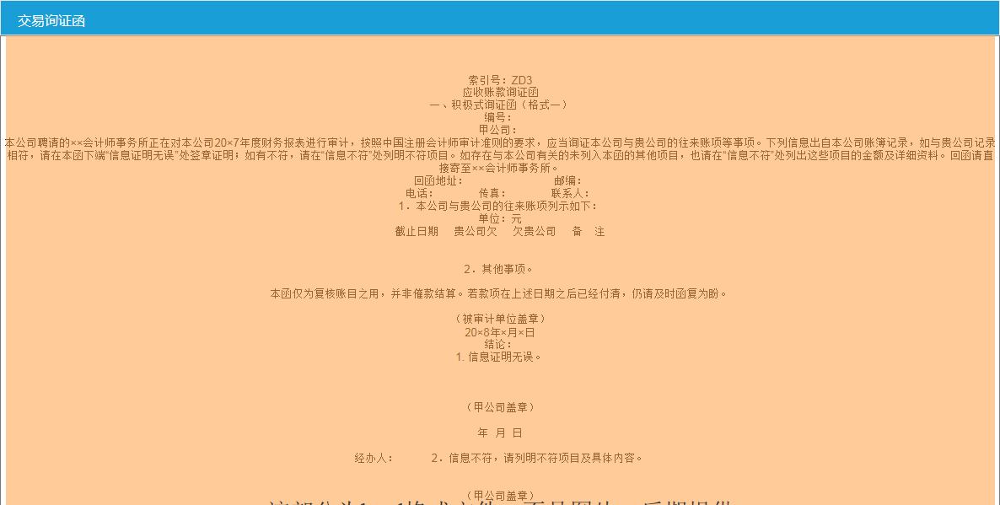 交易询证函
索引号：ZD3
应收账款询证函
一、积极式询证函（格式一）
编号：
甲公司：
本公司聘请的××会计师事务所正在对本公司20×7年度财务报表进行审计，按照中国注册会计师审计准则的要求，应当询证本公司与贵公司的往来账项等事项。下列信息出自本公司账簿记录，如与贵公司记录
相符，请在本函下端“信息证明无误”处签章证明；如有不符，请在“信息不符”处列明不符项目。如存在与本公司有关的未列入本函的其他项目，也请在“信息不符”处列出这些项目的金额及详细资料。回函请直
接寄至××会计师事务所。
回函地址： 邮编：
电话： 传真： 联系人：
1．本公司与贵公司的往来账项列示如下：
单位：元
截止日期 贵公司欠 欠贵公司 备 注
2．其他事项。
本函仅为复核账目之用，并非催款结算。若款项在上述日期之后已经付清，仍请及时函复为盼。
（被审计单位盖章）
20×8年×月×日
结论：
1. 信息证明无误。
（甲公司盖章）
年 月 日
经办人： 2．信息不符，请列明不符项目及具体内容。
（甲公司盖章）